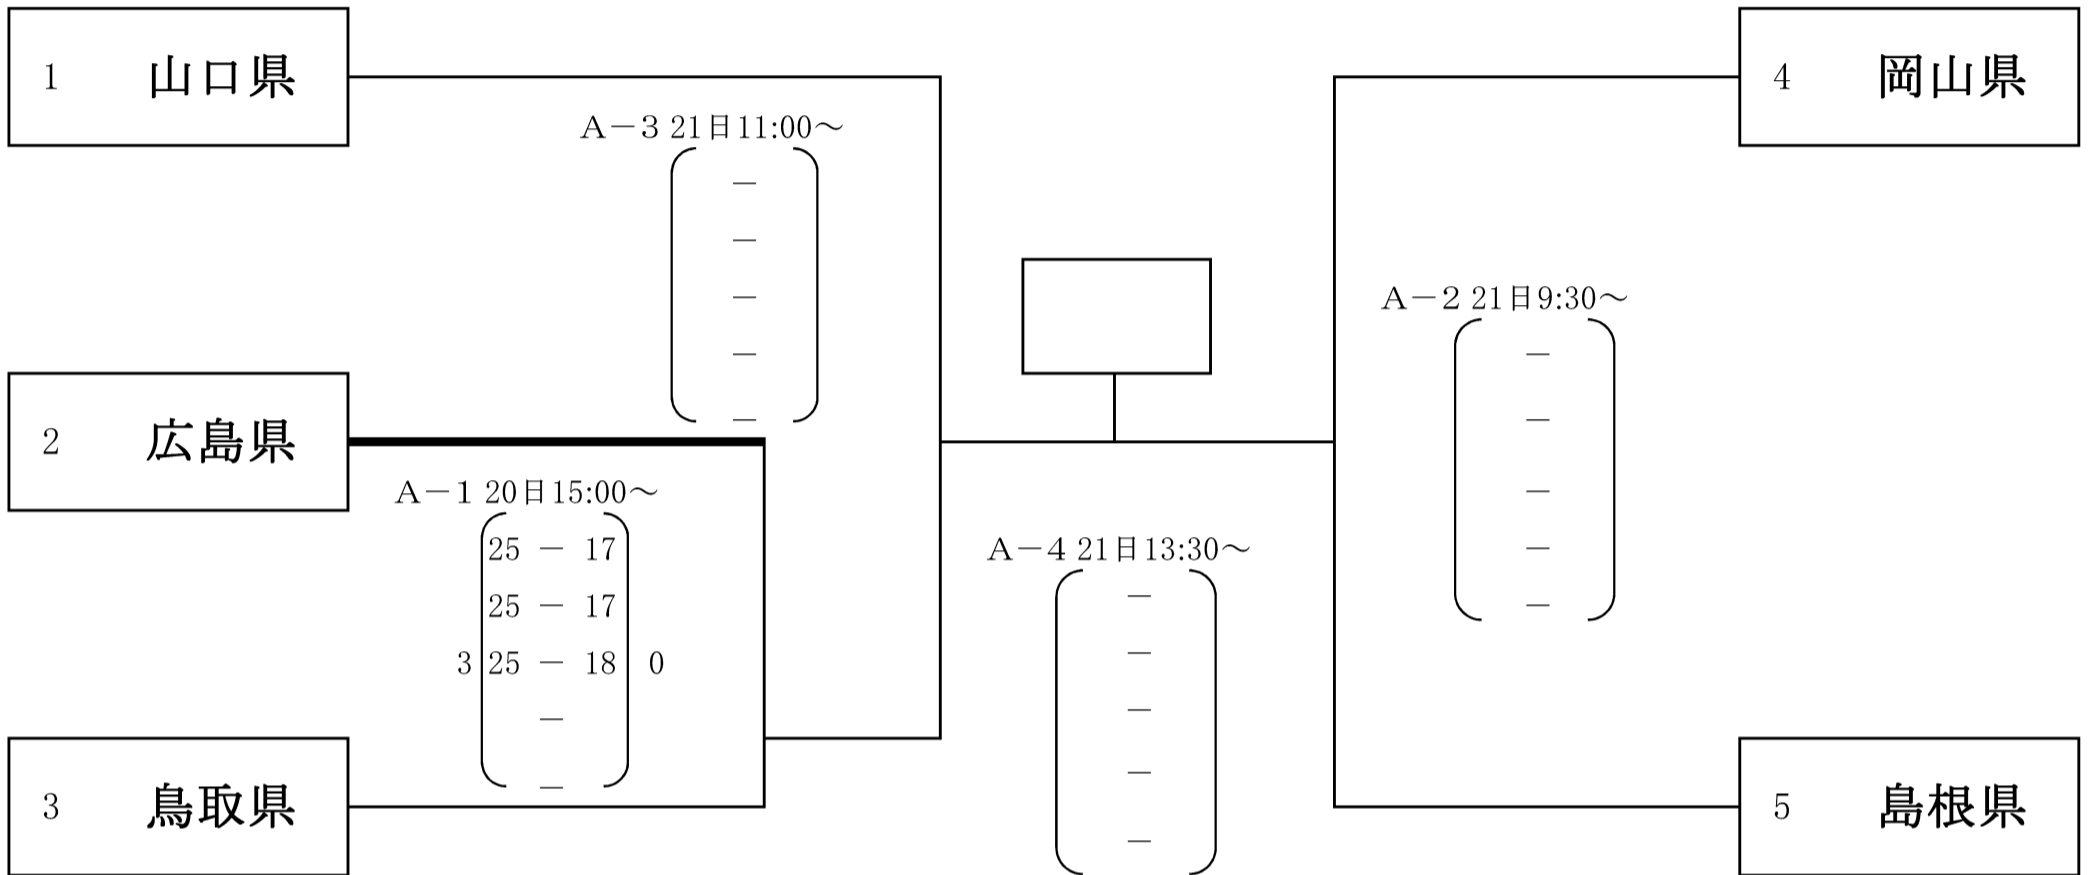 1 山口県
4 岡山県
A－3 21日11:00～
－
－
－
－
－
A－2 21日9:30～
－
－
－
－
－
2 広島県
A－1 20日15:00～
25 － 17
25 － 17
3 25 － 18 0
－
－
A－4 21日13:30～
－
－
－
－
－
3 鳥取県
5 島根県